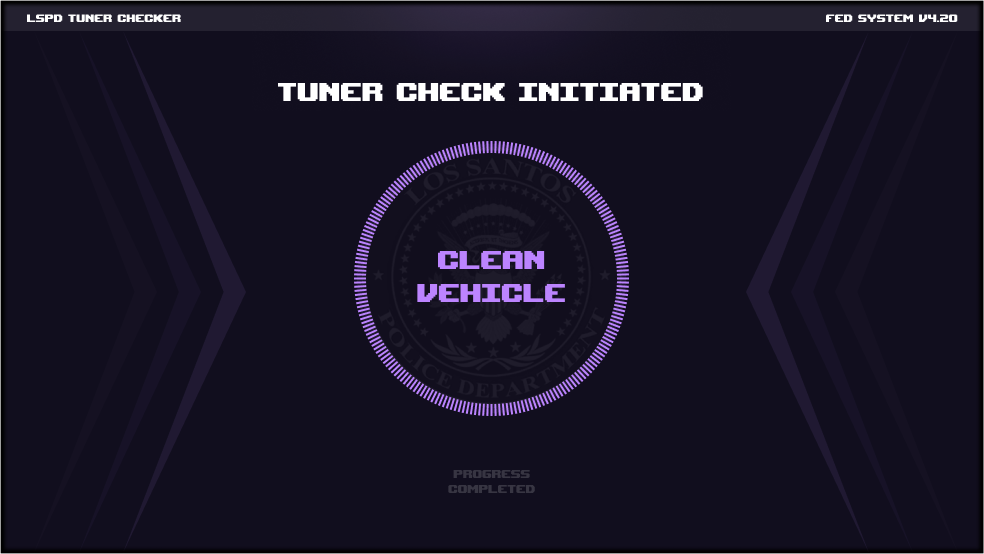 LSPD TUNER CHECKER
FED SYSTEM V4.20
TUNER CHECK INITIATED
LOS SANTOS
CLEAN
VEHICLE
POLICE DEPARTMENT
PROGRESS
COMPLETED